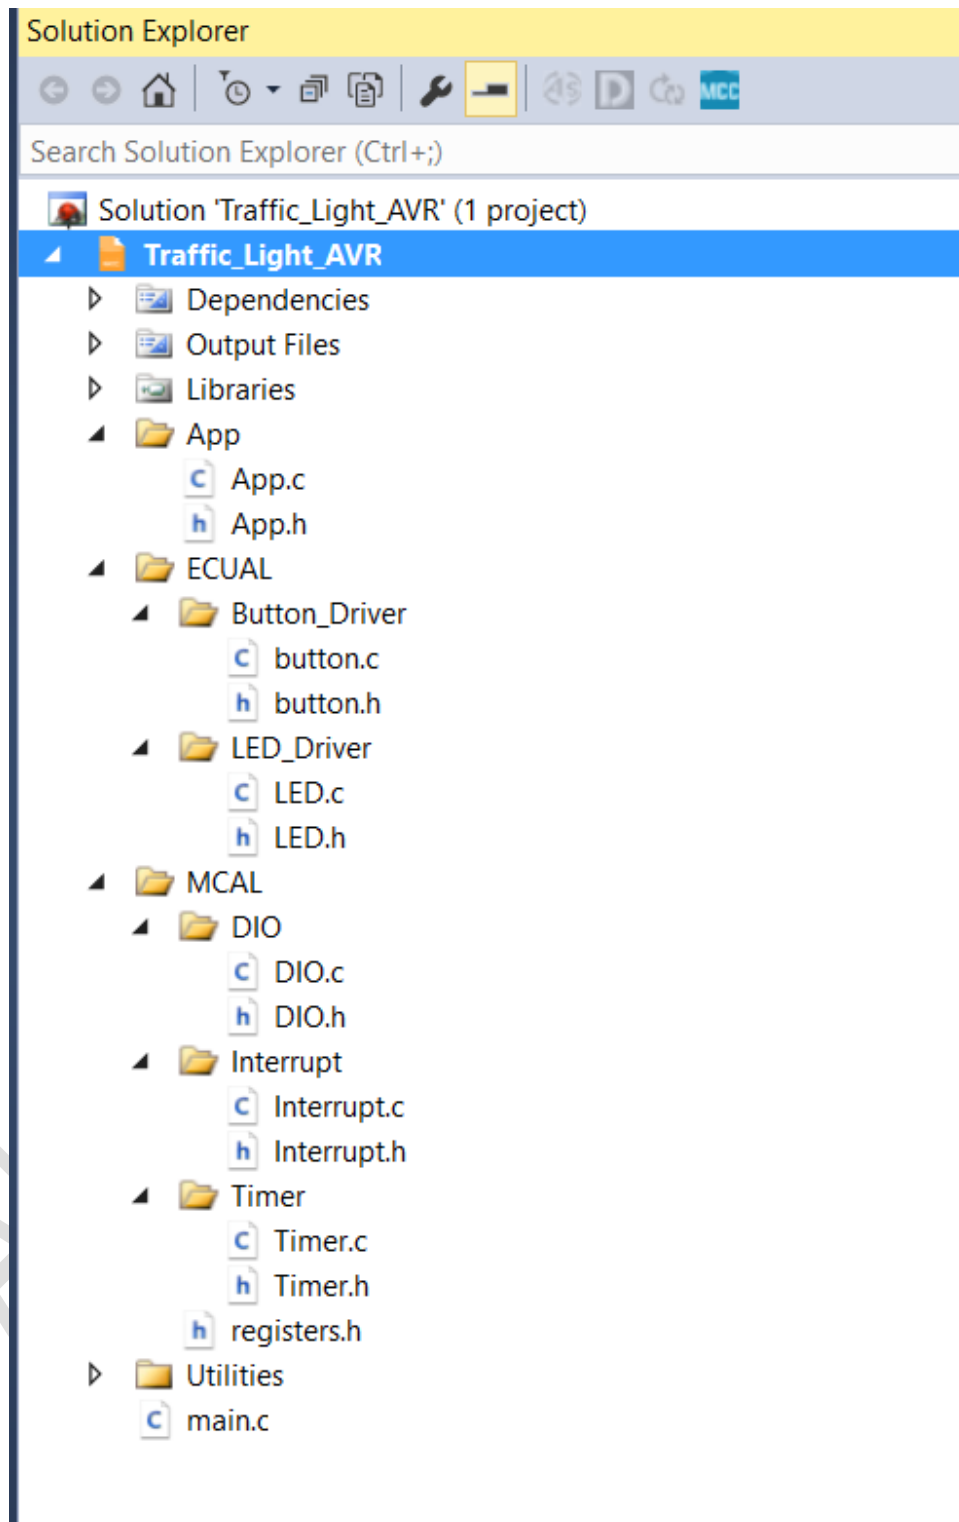 Solution Explorer
MCC
Search Solution Explorer (Ctrl+;)
Solution 'Traffic_Light_AVR' (1 project)
Traffic_Light_AVR
Dependencies
Output Files
Libraries
App
C App.c
h App.h
ECUAL
Button_Driver
C button.c
h button.h
LED_Driver
C LED.c
h LED.h
MCAL
DIO
C DIO.c
h DIO.h
Interrupt
C Interrupt.c
h Interrupt.h
Timer
C Timer.c
h Timer.h
h registers.h
Utilities
C main.c